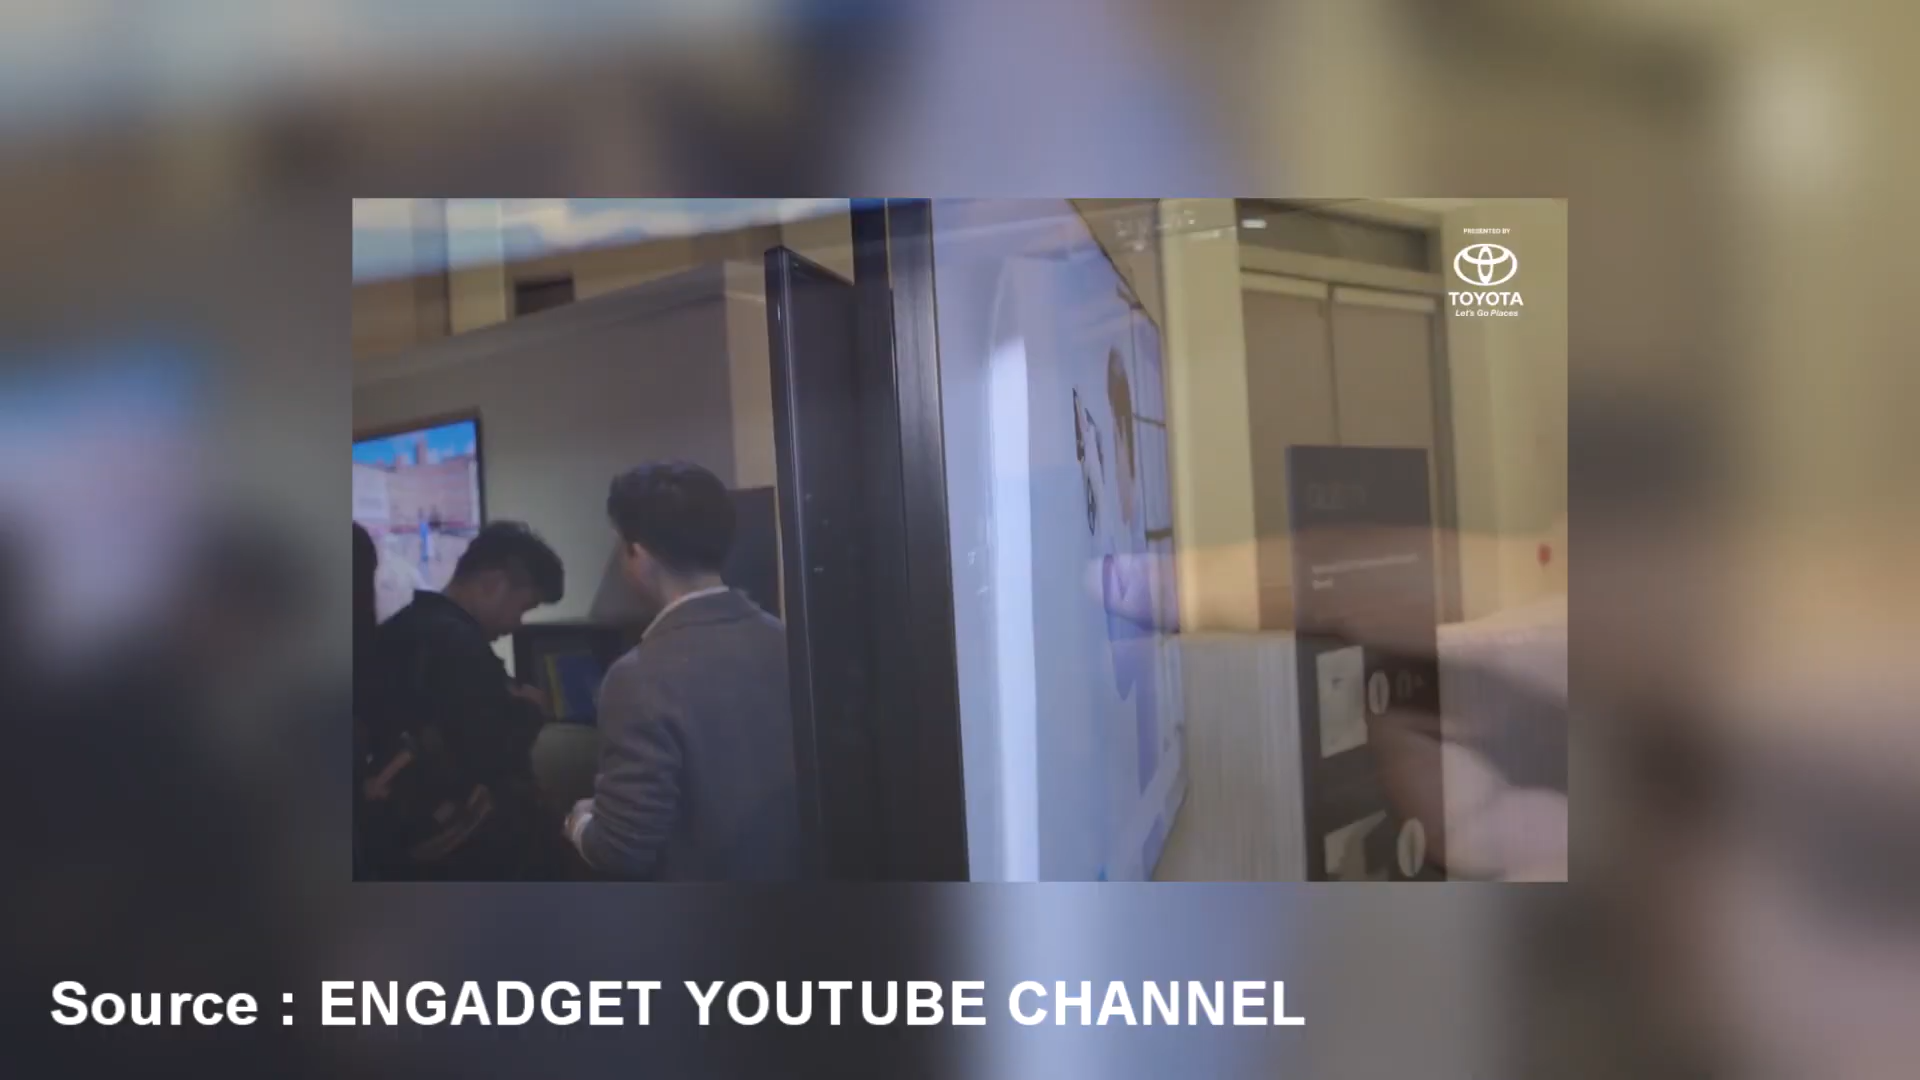 PRESENTED BY
TOYOTA
Let's Go Places
Source : ENGADGET YOUTUBE CHANNEL